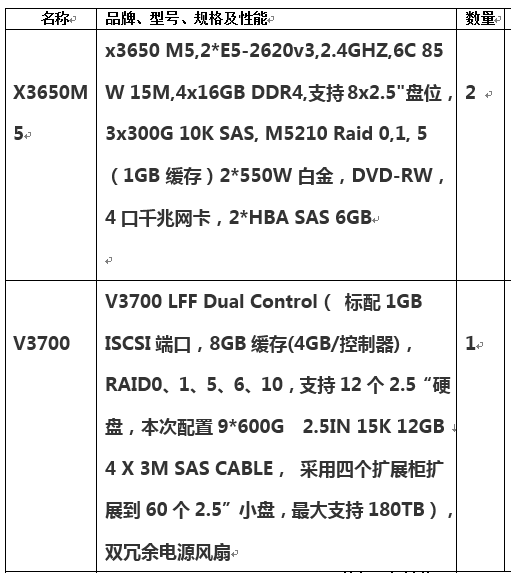 名称 品牌、型号、规格及性能 数量
X3650M5 x3650 M5,2*E5-2620v3,2.4GHZ,6C 85
W 15M,4x16GB DDR4,支持8x2.5"盘位， 2
3x300G 10K SAS, M5210 Raid 0,1, 5
（1GB 缓存）2*550W 白金，DVD-RW，
4 口千兆网卡，2*HBA SAS 6GB
V3700 V3700 LFF Dual Control（ 标配 1GB
ISCSI 端口，8GB 缓存(4GB/控制器)， 1
RAID0、1、5、6、10，支持 12 个 2.5“硬
盘，本次配置 9*600G 2.5IN 15K 12GB
4 X 3M SAS CABLE， 采用四个扩展柜扩
展到 60 个 2.5”小盘，最大支持 180TB），
双冗余电源风扇